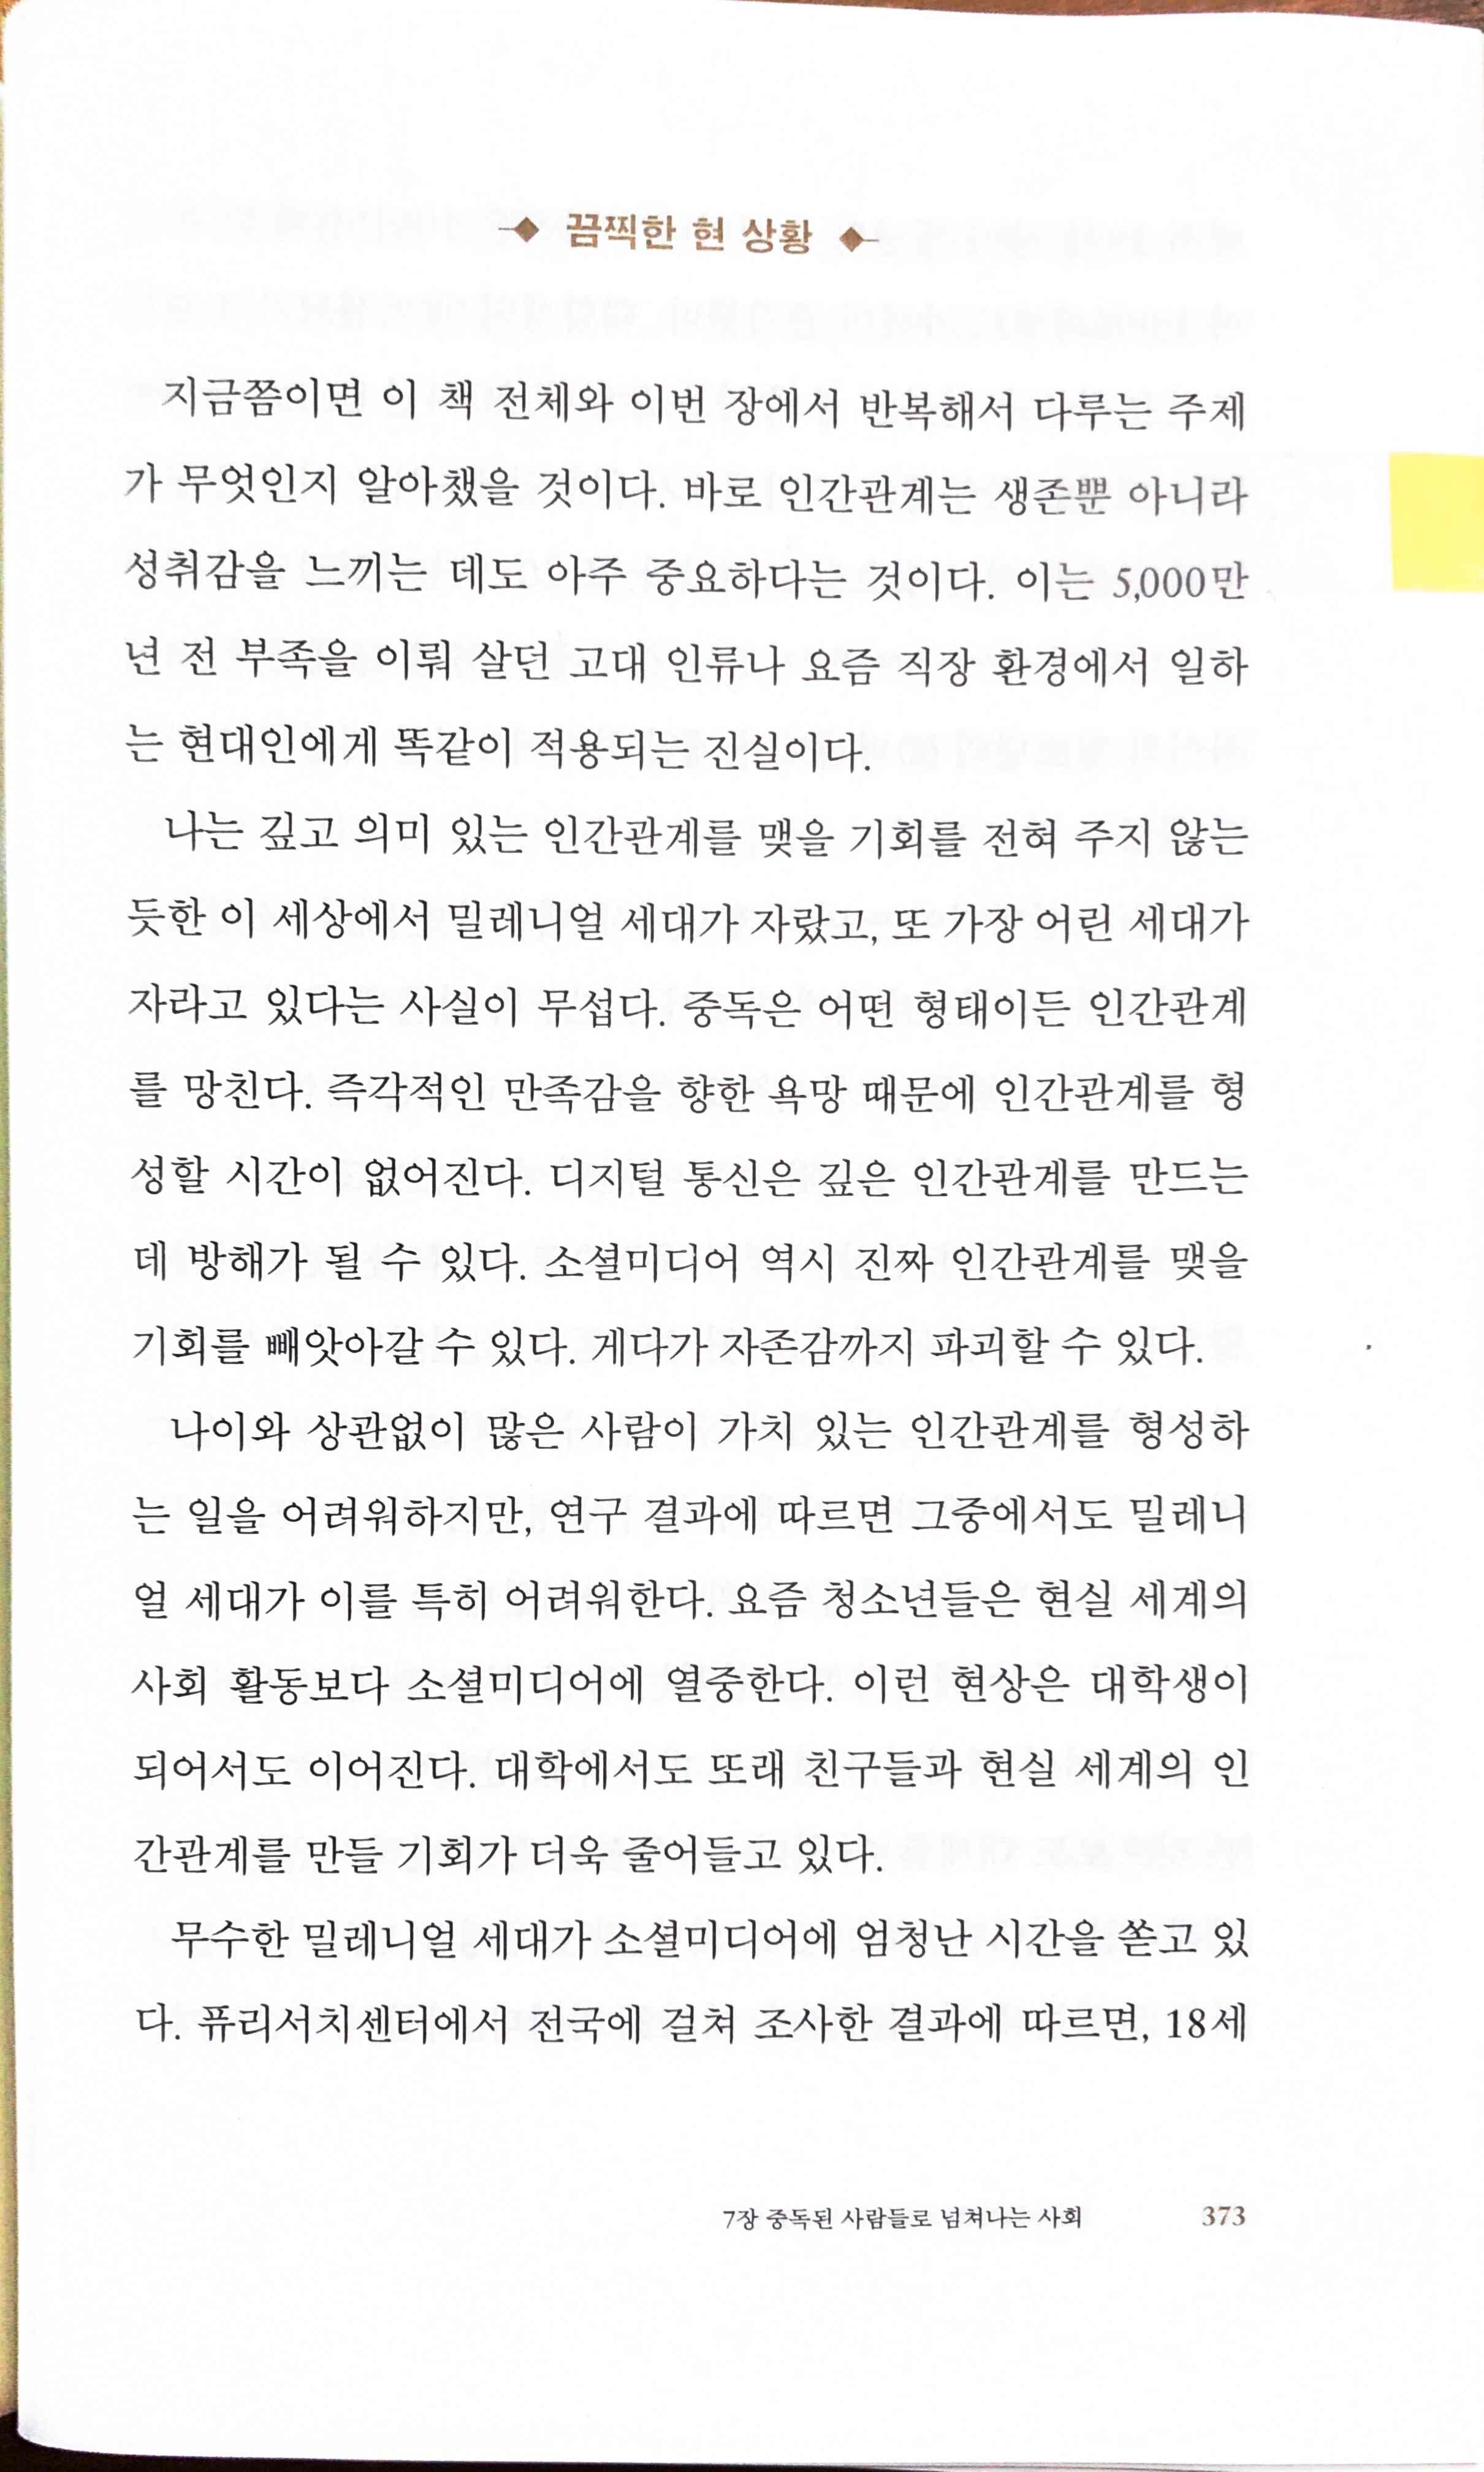 끔찍한 현 상황
지금쯤이면 이 책 전체와 이번 장에서 반복해서 다루는 주제
가 무엇인지 알아챘을 것이다. 바로 인간관계는 생존뿐 아니라
성취감을 느끼는 데도 아주 중요하다는 것이다. 이는 5,000만
년 전 부족을 이뤄 살던 고대 인류나 요즘 직장 환경에서 일하
는 현대인에게 똑같이 적용되는 진실이다.
나는 깊고 의미 있는 인간관계를 맺을 기회를 전혀 주지 않는
듯한 이 세상에서 밀레니얼 세대가 자랐고, 또 가장 어린 세대가
자라고 있다는 사실이 무섭다. 중독은 어떤 형태이든 인간관계
를 망친다. 즉각적인 만족감을 향한 욕망 때문에 인간관계를 형
성할 시간이 없어진다. 디지털 통신은 깊은 인간관계를 만드는
데 방해가 될 수 있다. 소셜미디어 역시 진짜 인간관계를 맺을
기회를 빼앗아갈 수 있다. 게다가 자존감까지 파괴할 수 있다.
나이와 상관없이 많은 사람이 가치 있는 인간관계를 형성하
는 일을 어려워하지만, 연구 결과에 따르면 그중에서도 밀레니
얼 세대가 이를 특히 어려워한다. 요즘 청소년들은 현실 세계의
사회 활동보다 소셜미디어에 열중한다. 이런 현상은 대학생이
되어서도 이어진다. 대학에서도 또래 친구들과 현실 세계의 인
간관계를 만들 기회가 더욱 줄어들고 있다.
무수한 밀레니얼 세대가 소셜미디어에 엄청난 시간을 쏟고 있
다. 퓨리서치센터에서 전국에 걸쳐 조사한 결과에 따르면, 18세
7장 중독된 사람들로 넘쳐나는 사회 373